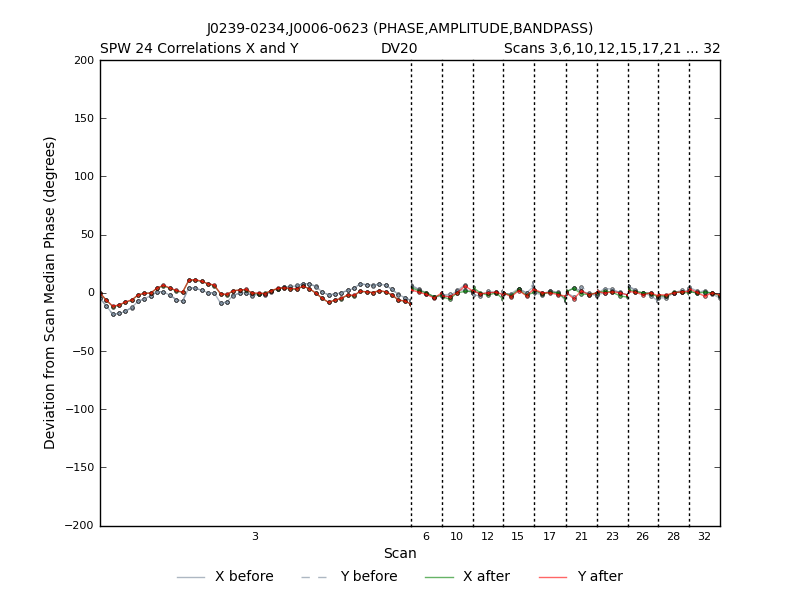 J0239-0234,J0006-0623 (PHASE,AMPLITUDE,BANDPASS)
SPW 24 Correlations X and Y DV20 Scans 3,6,10,12,15,17,21 ... 32
Deviation from Scan Median Phase (degrees)
200
150
100
50
0
−50
−100
−150
−200
3 6 10 12 15 17 21 23 26 28 32
Scan
X before Y before X after Y after